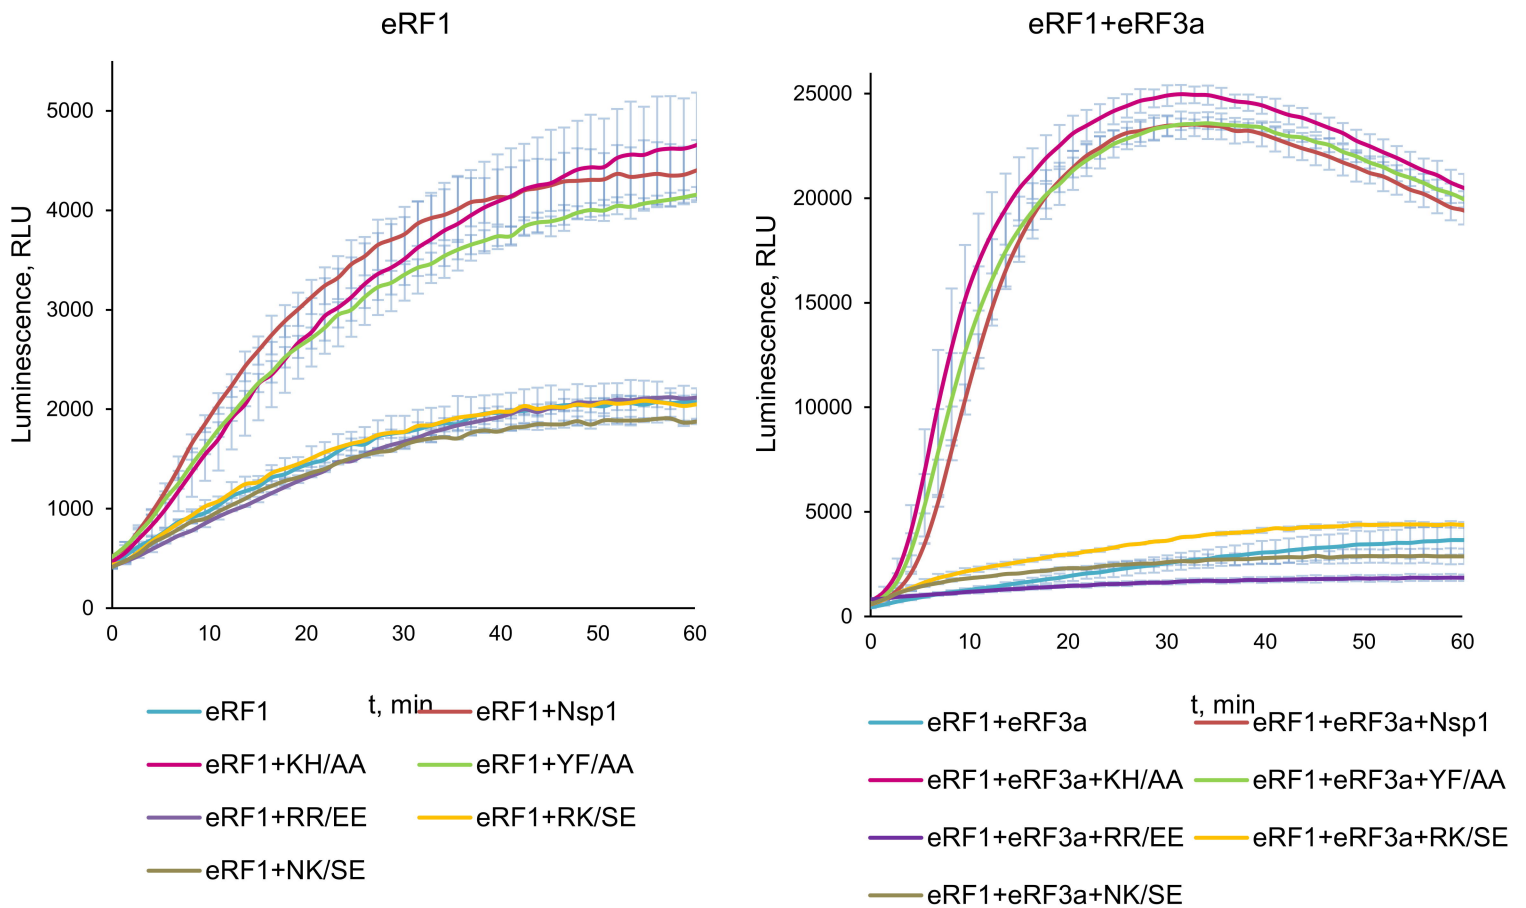 eRF1
Luminescence, RLU
5000
4000
3000
2000
1000
0
0 10 20 30 40 50 60
t, min
eRF1 eRF1+Nsp1
eRF1+KH/AA eRF1+YF/AA
eRF1+RR/EE eRF1+RK/SE
eRF1+NK/SE
eRF1+eRF3a
Luminescence, RLU
25000
20000
15000
10000
5000
0
0 10 20 30 40 50 60
t, min
eRF1+eRF3a eRF1+eRF3a+Nsp1
eRF1+eRF3a+KH/AA eRF1+eRF3a+YF/AA
eRF1+eRF3a+RR/EE eRF1+eRF3a+RK/SE
eRF1+eRF3a+NK/SE